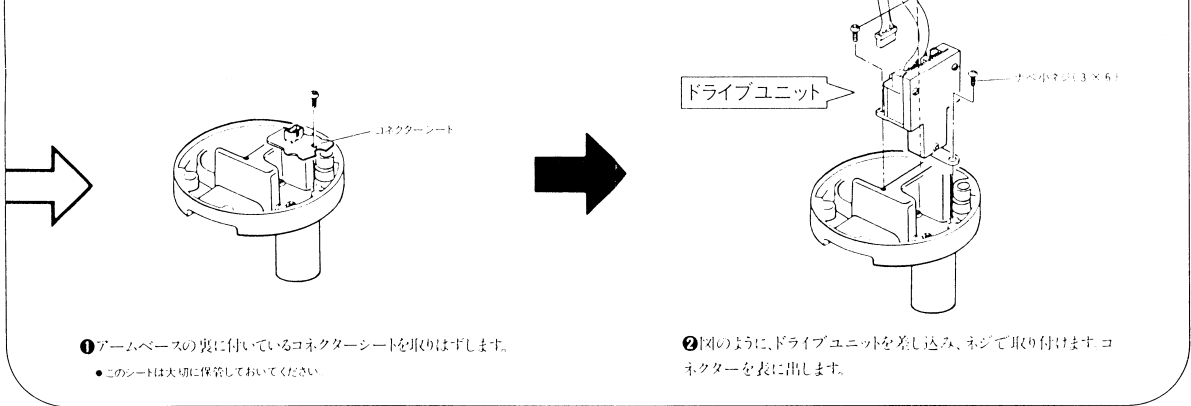 コネクターシート
❶アームベースの裏に付いているコネクターシートを取りはずします。
●このシートは大切に保管しておいてください。
ナベ小ネジ(3×6)
ドライブユニット
❷図のように、ドライブユニットを差し込み、ネジで取り付けます。コ
ネクターを表に出します。